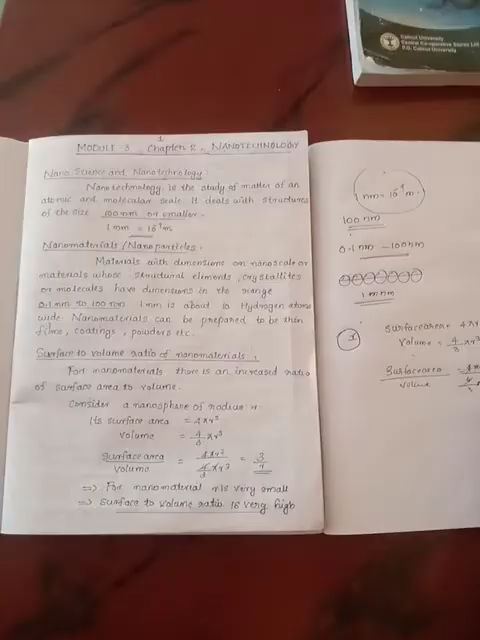 Calicut University
Central Co-operative Stores Ltd
P.O. Calicut University
1
MODULE 3, Chapter 2, NANOTECHNOLOGY
Nano Science and Nanotechnology
Nanotechnology is the study of matter of an
atomic and molecular scale. It deals with structures
of the size 100nm or smaller.
1 nm = 10⁻⁹m
Nanomaterials/Nanoparticles.
Materials with dimensions on nanoscale or
materials whose structural elements, crystallites
or molecules have dimensions in the range
0.1 nm to 100 nm. 1nm is about 10 Hydrogen atoms
wide. Nanomaterials can be prepared to be thin
films, coatings, powders etc.
Surface to volume ratio of nanomaterials.
For nanomaterials there is an increased ratio
of surface area to volume.
Consider a nanosphere of radius r.
Its surface area = 4πr²
Volume = 4/3 πr³
Surface area / Volume = 4πr² / 4/3 πr³ = 3/r
=> For nanomaterial r is very small
=> Surface to volume ratio is very high
1 nm = 10⁻⁹ m.
100 nm
0.1 nm - 100 nm
1 nm
Surface area = 4πr
Volume = 4/3 πr³
Surface area / volume